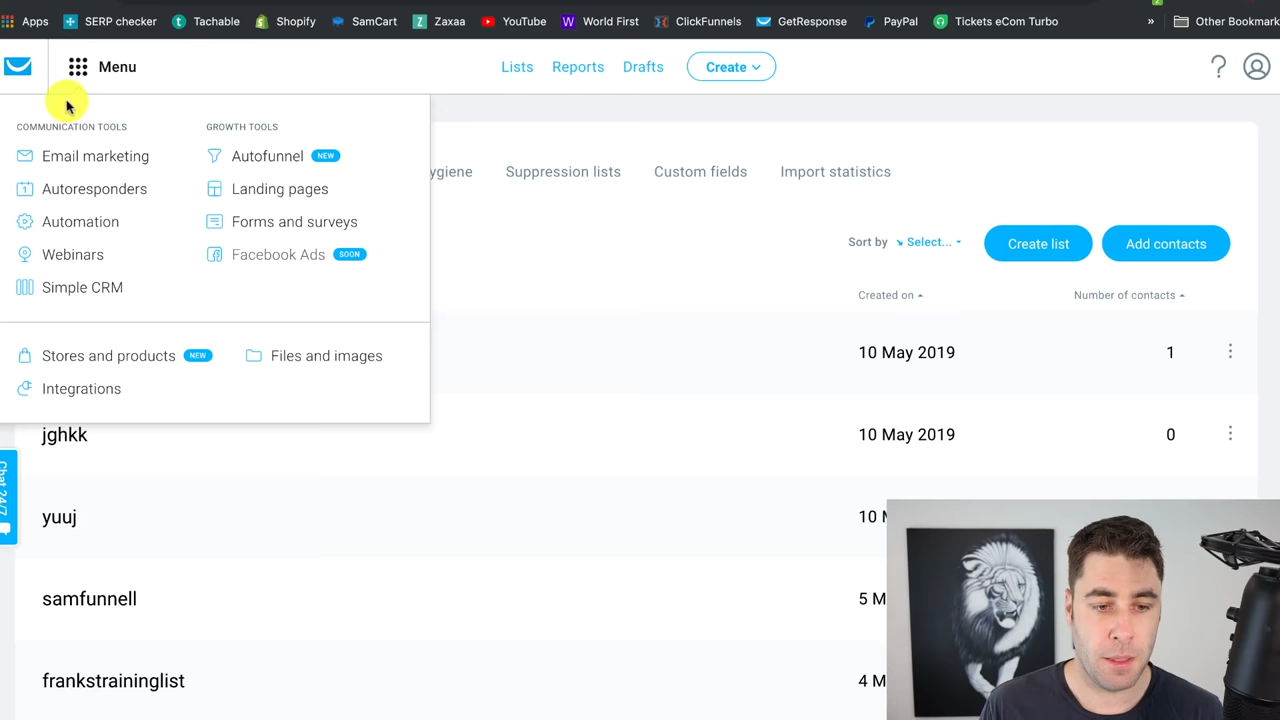 Apps SERP checker Tachable Shopify SamCart Zaxaa YouTube World First ClickFunnels GetResponse PayPal Tickets eCom Turbo » Other Bookmark
Menu Lists Reports Drafts Create ?
COMMUNICATION TOOLS GROWTH TOOLS
Email marketing Autofunnel NEW
ygiene Suppression lists Custom fields Import statistics
Autoresponders Landing pages
Automation Forms and surveys
Sort by Select... Create list Add contacts
Webinars Facebook Ads SOON
Simple CRM
Created on Number of contacts
Stores and products NEW Files and images
10 May 2019 1
Integrations
jghkk 10 May 2019 0
Chat 24/7
yuuj 10 M
samfunnell 5 M
frankstraininglist 4 M